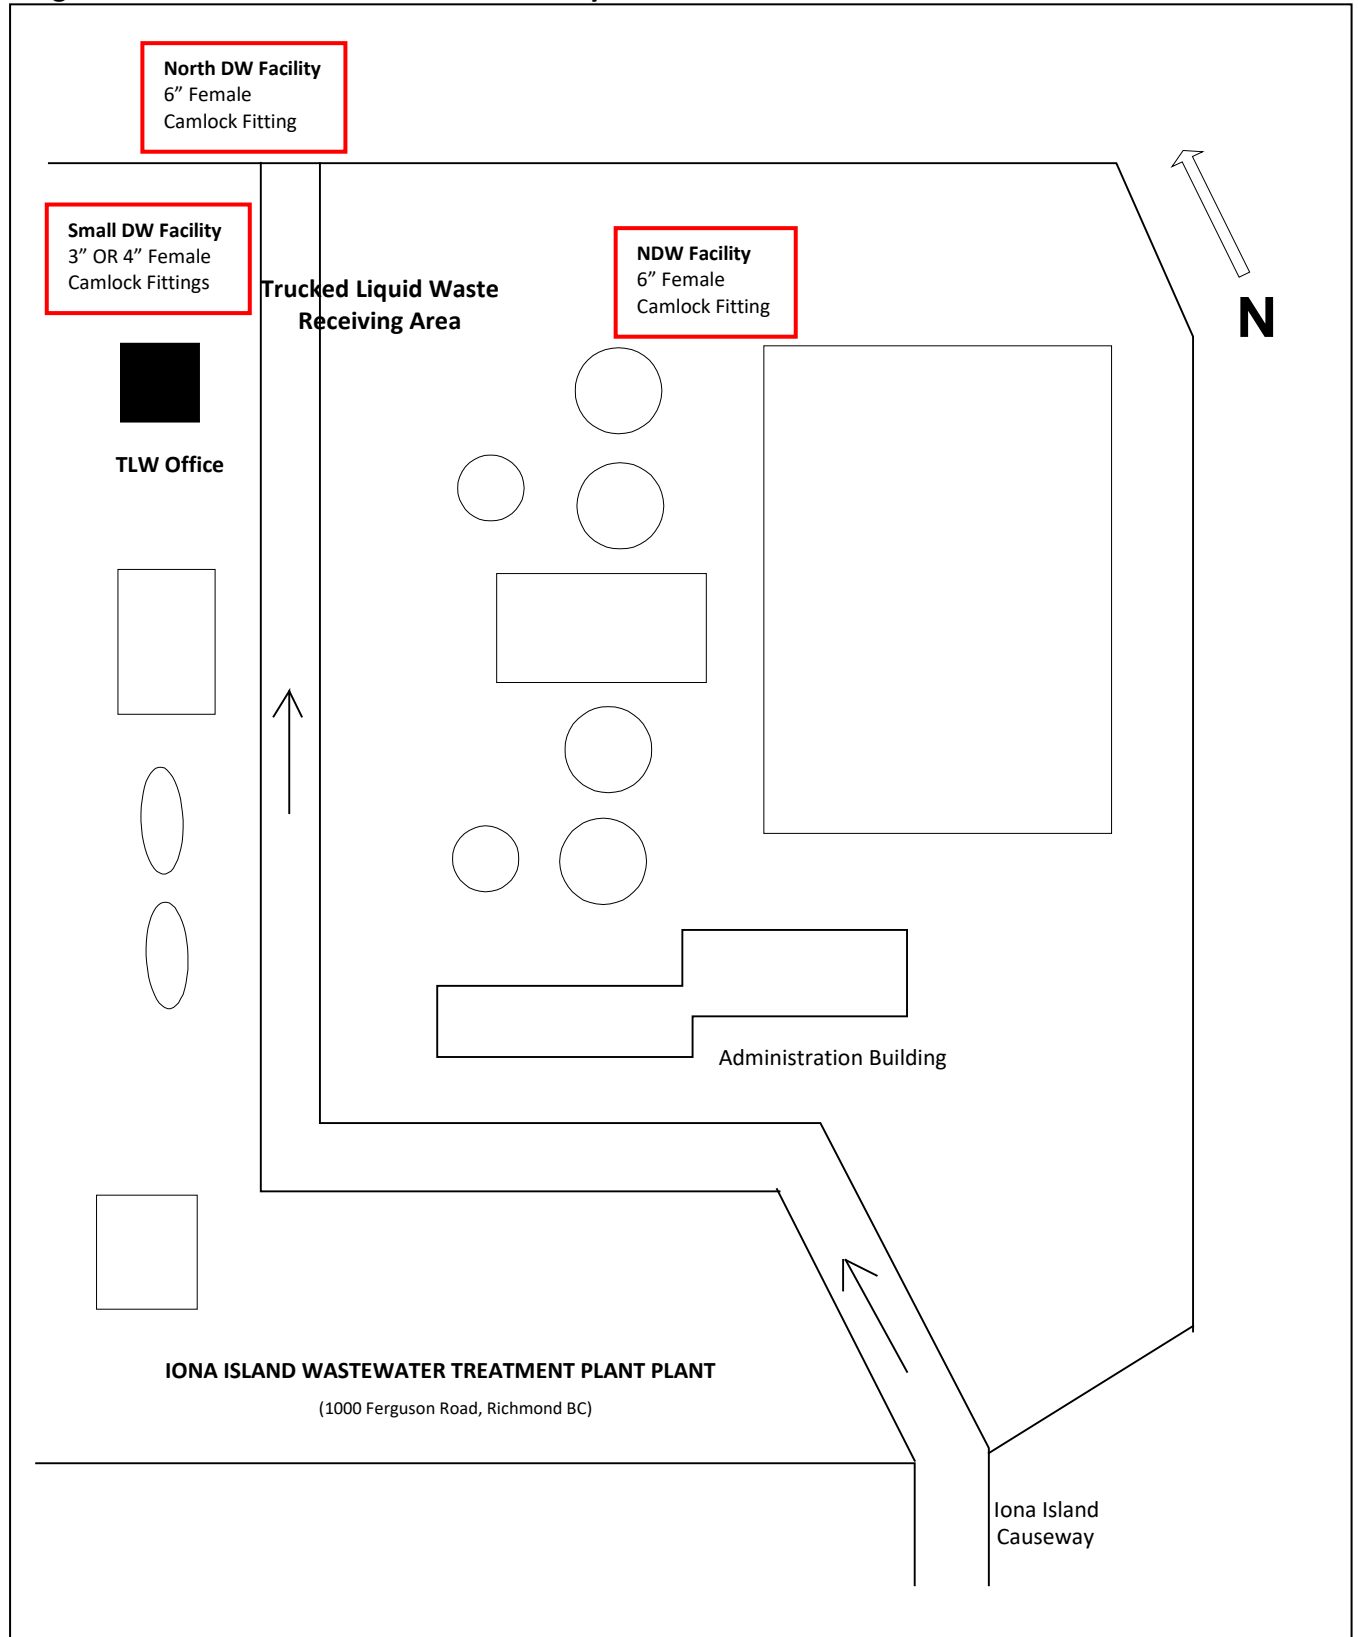 North DW Facility
6” Female
Camlock Fitting
Small DW Facility
3” OR 4” Female
Camlock Fittings
NDW Facility
6” Female
Camlock Fitting
Trucked Liquid Waste
Receiving Area
N
TLW Office
Administration Building
IONA ISLAND WASTEWATER TREATMENT PLANT PLANT
(1000 Ferguson Road, Richmond BC)
Iona Island
Causeway